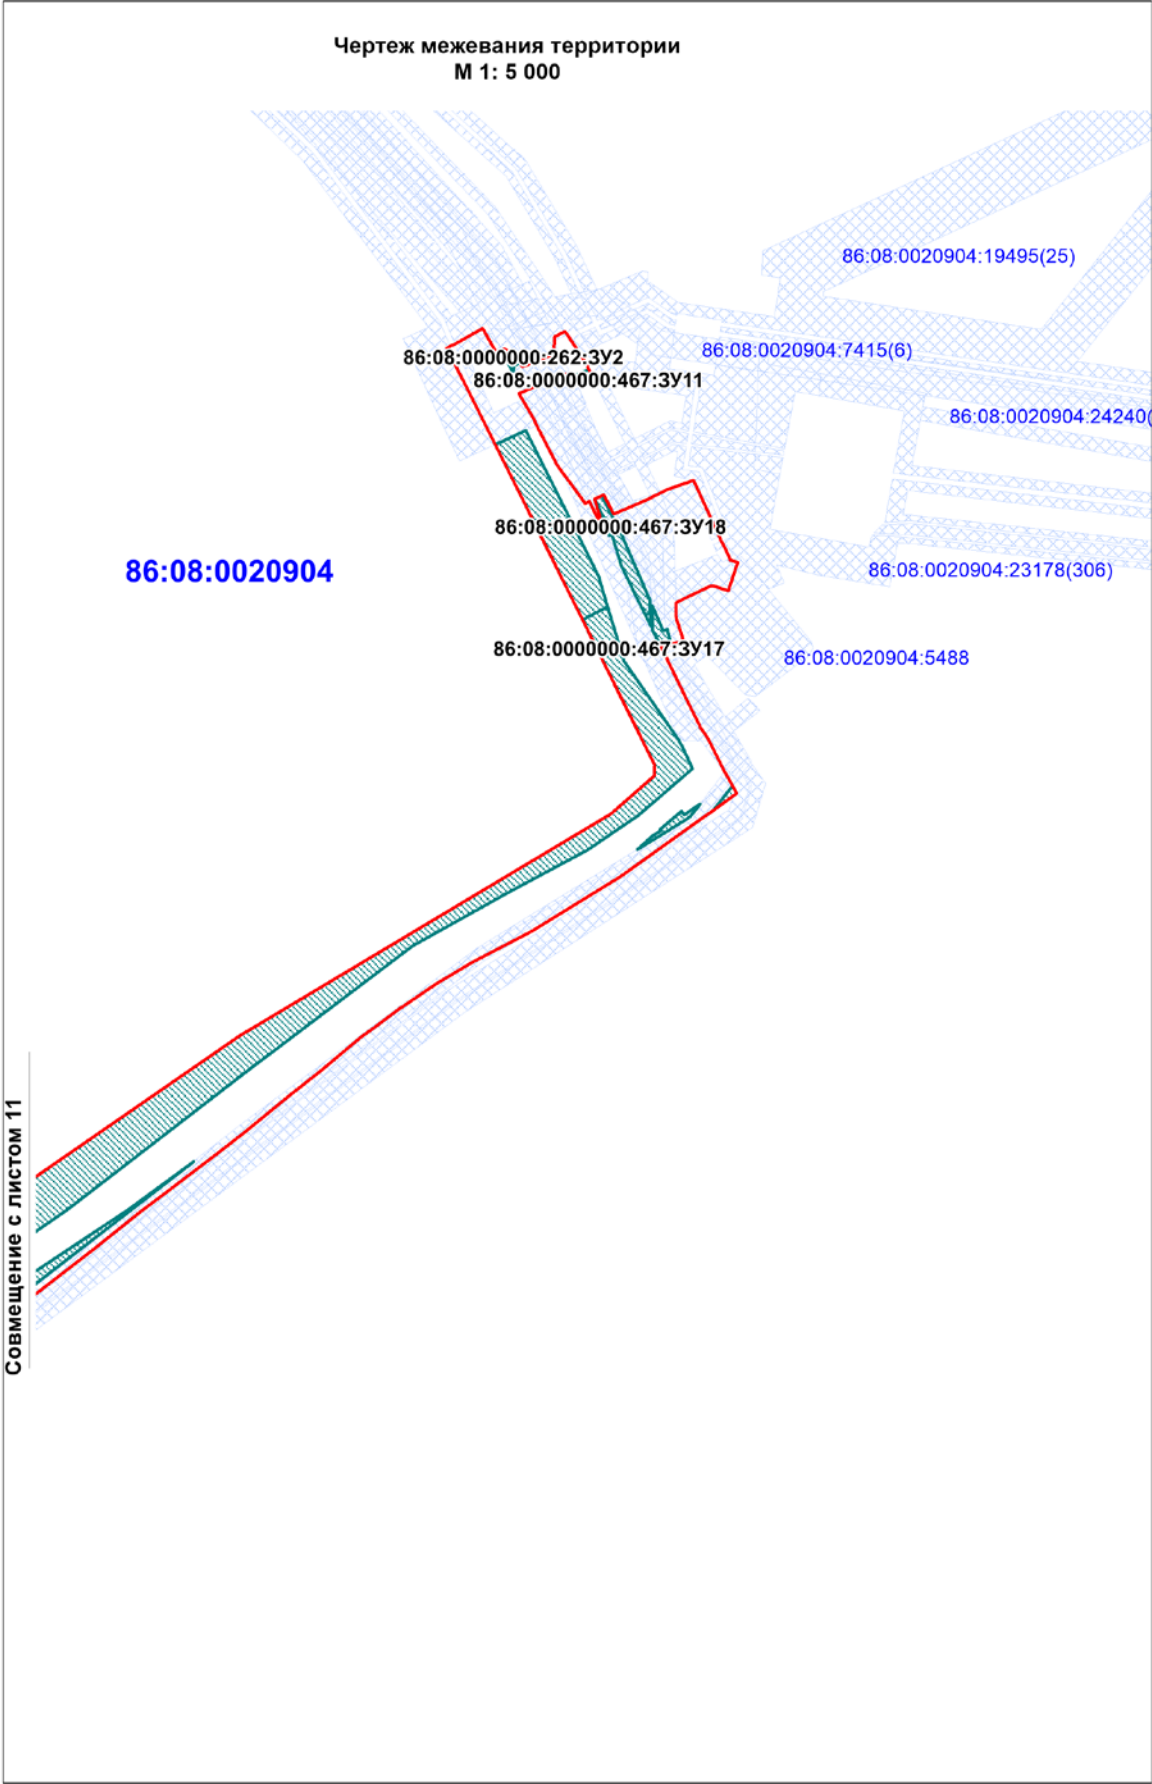 Чертеж межевания территории
М 1: 5 000
86:08:0020904:19495(25)
86:08:0020904:7415(6)
86:08:0000000:262:ЗУ2
86:08:0000000:467:ЗУ11
86:08:0020904:24240(
86:08:0000000:467:ЗУ18
86:08:0020904
86:08:0020904:23178(306)
86:08:0000000:467:ЗУ17
86:08:0020904:5488
Совмещение с листом 11